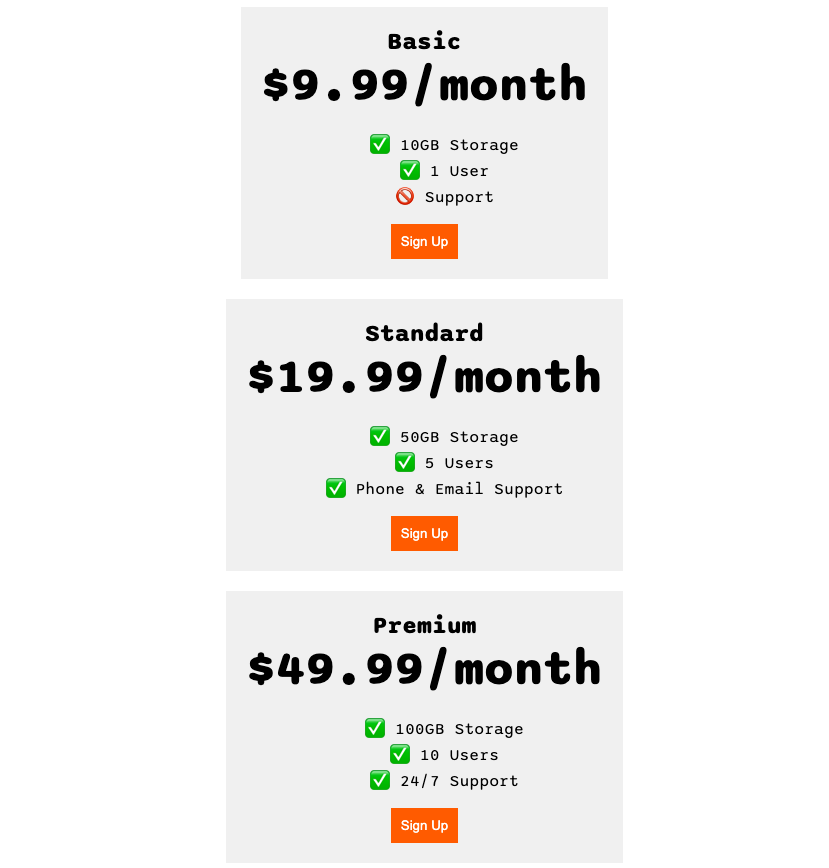 Basic
$9.99/month
✅ 10GB Storage
✅ 1 User
🚫 Support
Sign Up
Standard
$19.99/month
✅ 50GB Storage
✅ 5 Users
✅ Phone & Email Support
Sign Up
Premium
$49.99/month
✅ 100GB Storage
✅ 10 Users
✅ 24/7 Support
Sign Up